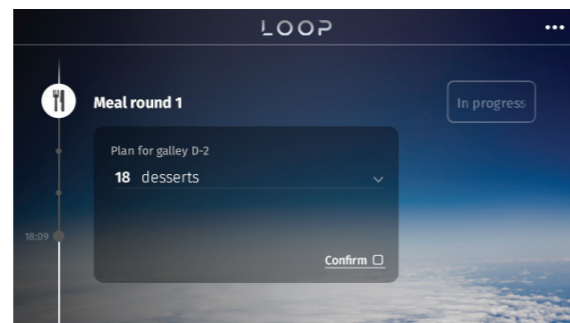 LOOP
Meal round 1
In progress
Plan for galley D-2
18 desserts
18:09
Confirm